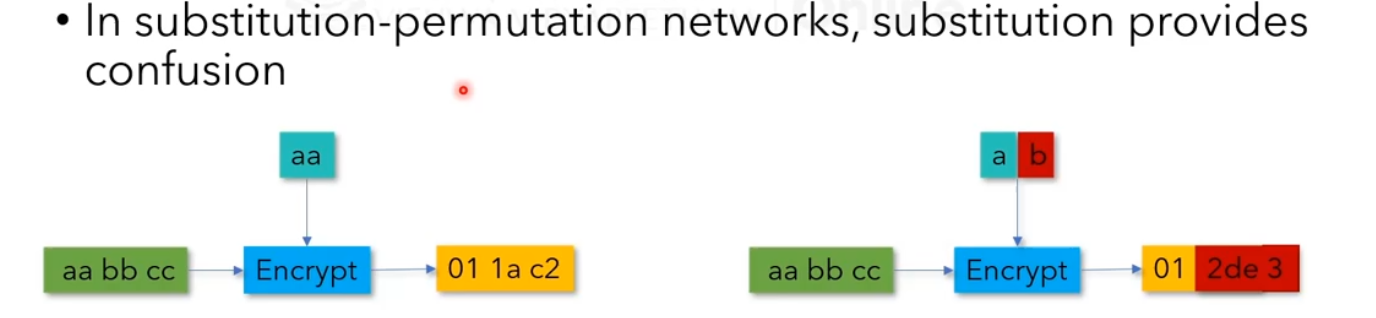 • In substitution-permutation networks, substitution provides
confusion
aa
a b
aa bb cc
Encrypt
01 1a c2
aa bb cc
Encrypt
01 2de 3